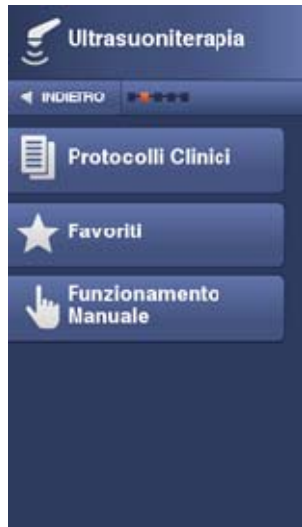 Ultrasuoniterapia
INDIETRO
Protocolli Clinici
Favoriti
Funzionamento
Manuale